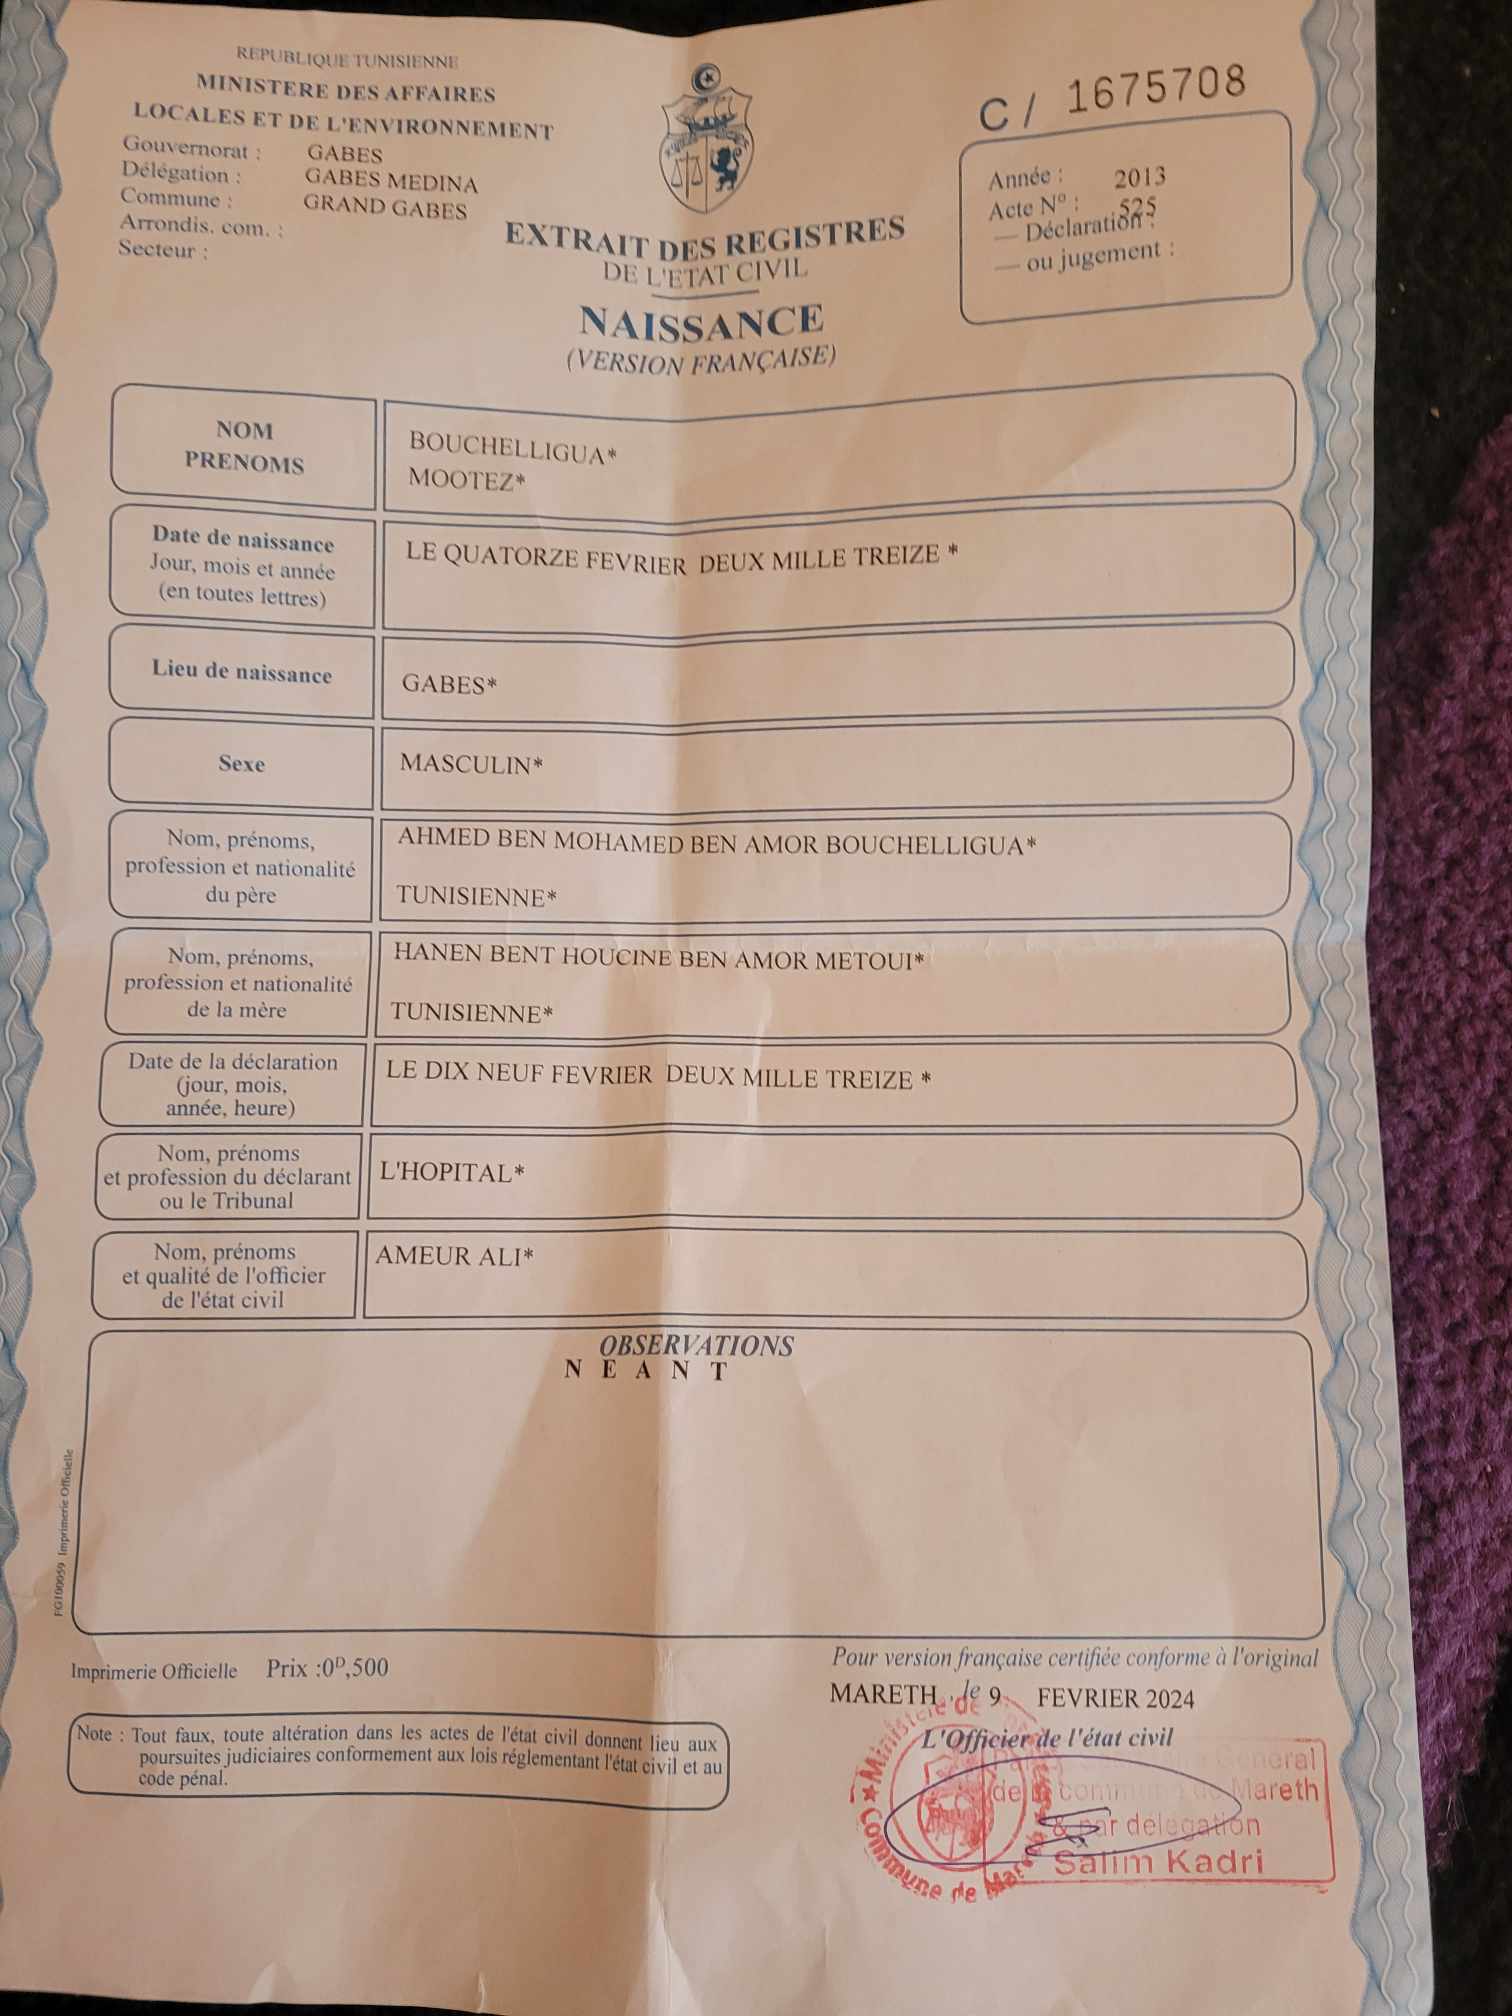 REPUBLIQUE TUNISIENNE
MINISTERE DES AFFAIRES
LOCALES ET DE L'ENVIRONNEMENT
Gouvernorat : GABES
Délégation : GABES MEDINA
Commune : GRAND GABES
Arrondis. com. :
Secteur :
C / 1675708
Année : 2013
Acte N° : 525
— Déclaration :
— ou jugement :
EXTRAIT DES REGISTRES
DE L'ETAT CIVIL
NAISSANCE
(VERSION FRANÇAISE)
NOM
PRENOMS
BOUCHELLIGUA*
MOOTEZ*
Date de naissance
Jour, mois et année
(en toutes lettres)
LE QUATORZE FEVRIER DEUX MILLE TREIZE *
Lieu de naissance
GABES*
Sexe
MASCULIN*
Nom, prénoms,
profession et nationalité
du père
AHMED BEN MOHAMED BEN AMOR BOUCHELLIGUA*
TUNISIENNE*
Nom, prénoms,
profession et nationalité
de la mère
HANEN BENT HOUCINE BEN AMOR METOUI*
TUNISIENNE*
Date de la déclaration
(jour, mois,
année, heure)
LE DIX NEUF FEVRIER DEUX MILLE TREIZE *
Nom, prénoms
et profession du déclarant
ou le Tribunal
L'HOPITAL*
Nom, prénoms
et qualité de l'officier
de l'état civil
AMEUR ALI*
OBSERVATIONS
N E A N T
FG100059 Imprimerie Officielle
Imprimerie Officielle Prix :0D,500
Pour version française certifiée conforme à l'original
MARETH , le 9 FEVRIER 2024
L'Officier de l'état civil
Note : Tout faux, toute altération dans les actes de l'état civil donnent lieu aux
poursuites judiciaires conformement aux lois réglementant l'état civil et au
code pénal.
Ministère de
Commune de Mareth
General
de la commune de Mareth
& par délégation
Salim Kadri